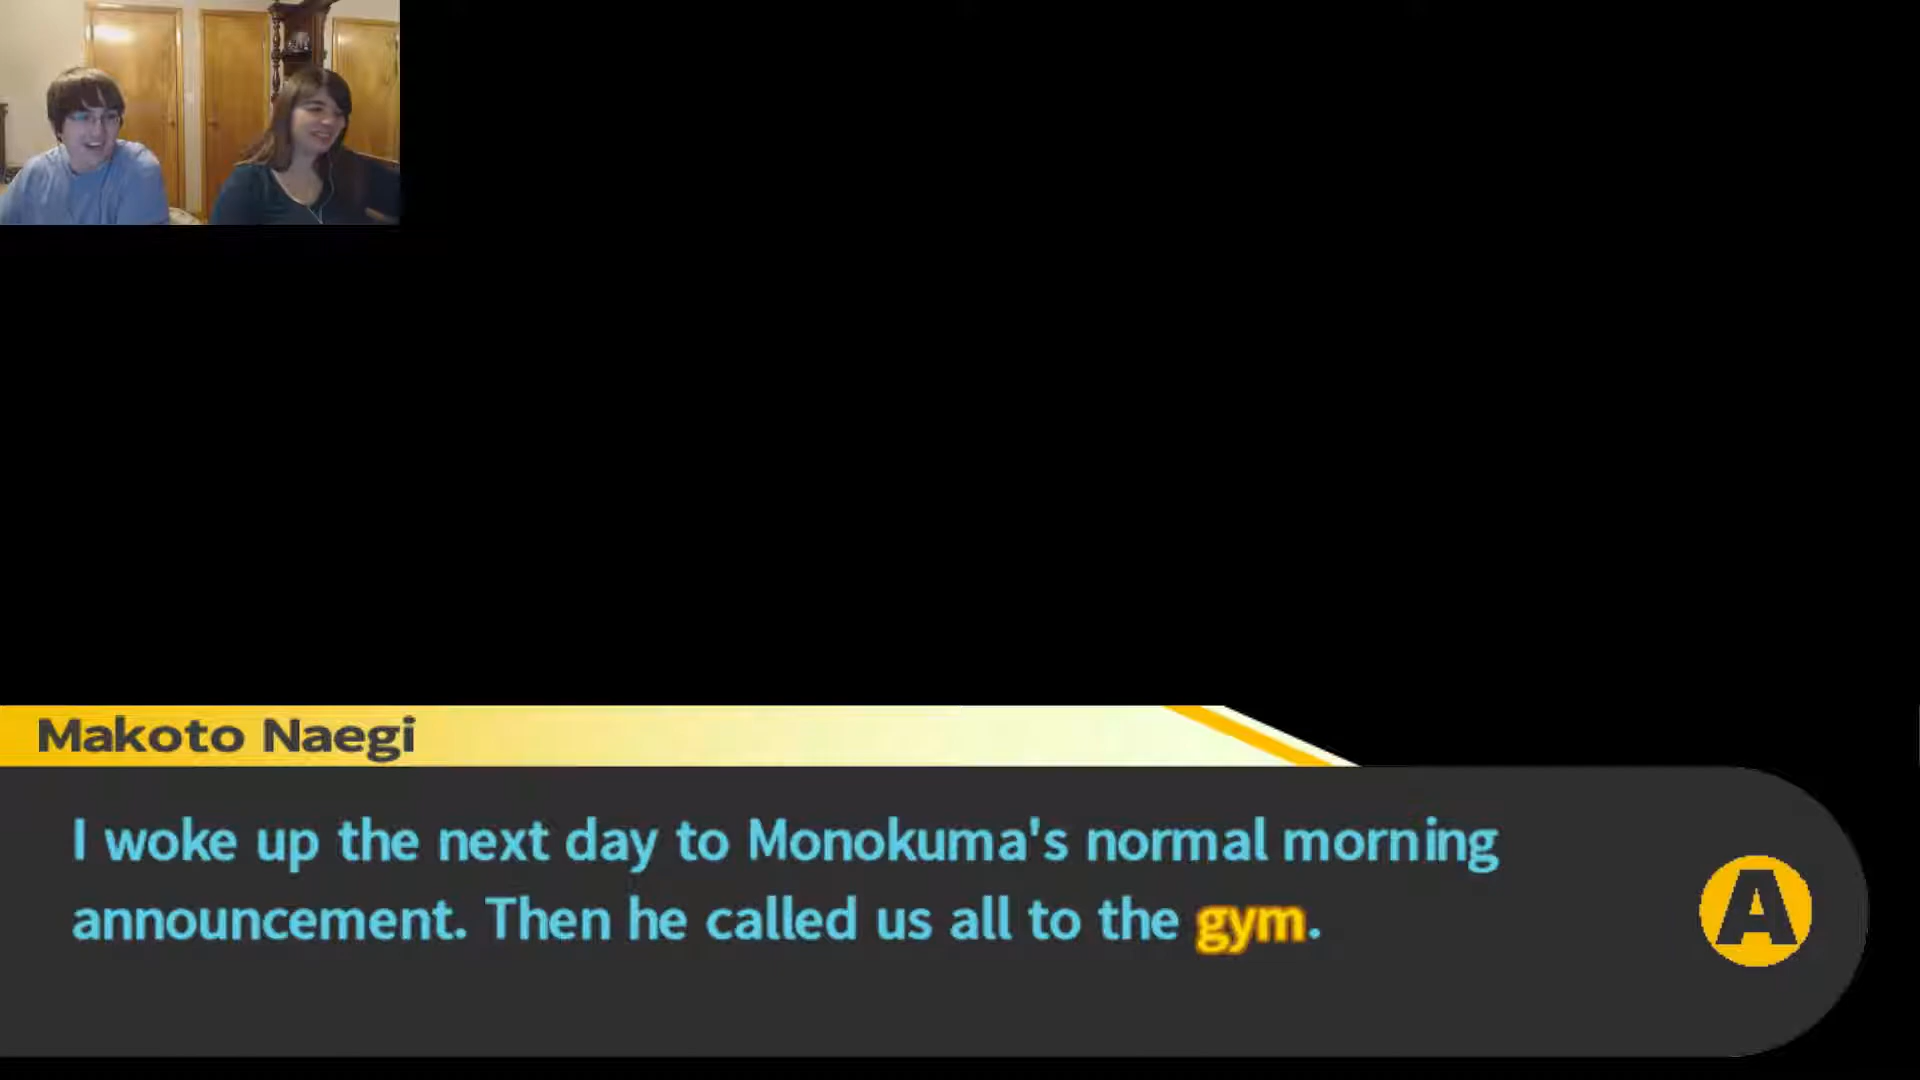 Makoto Naegi
I woke up the next day to Monokuma's normal morning
announcement. Then he called us all to the gym.
A